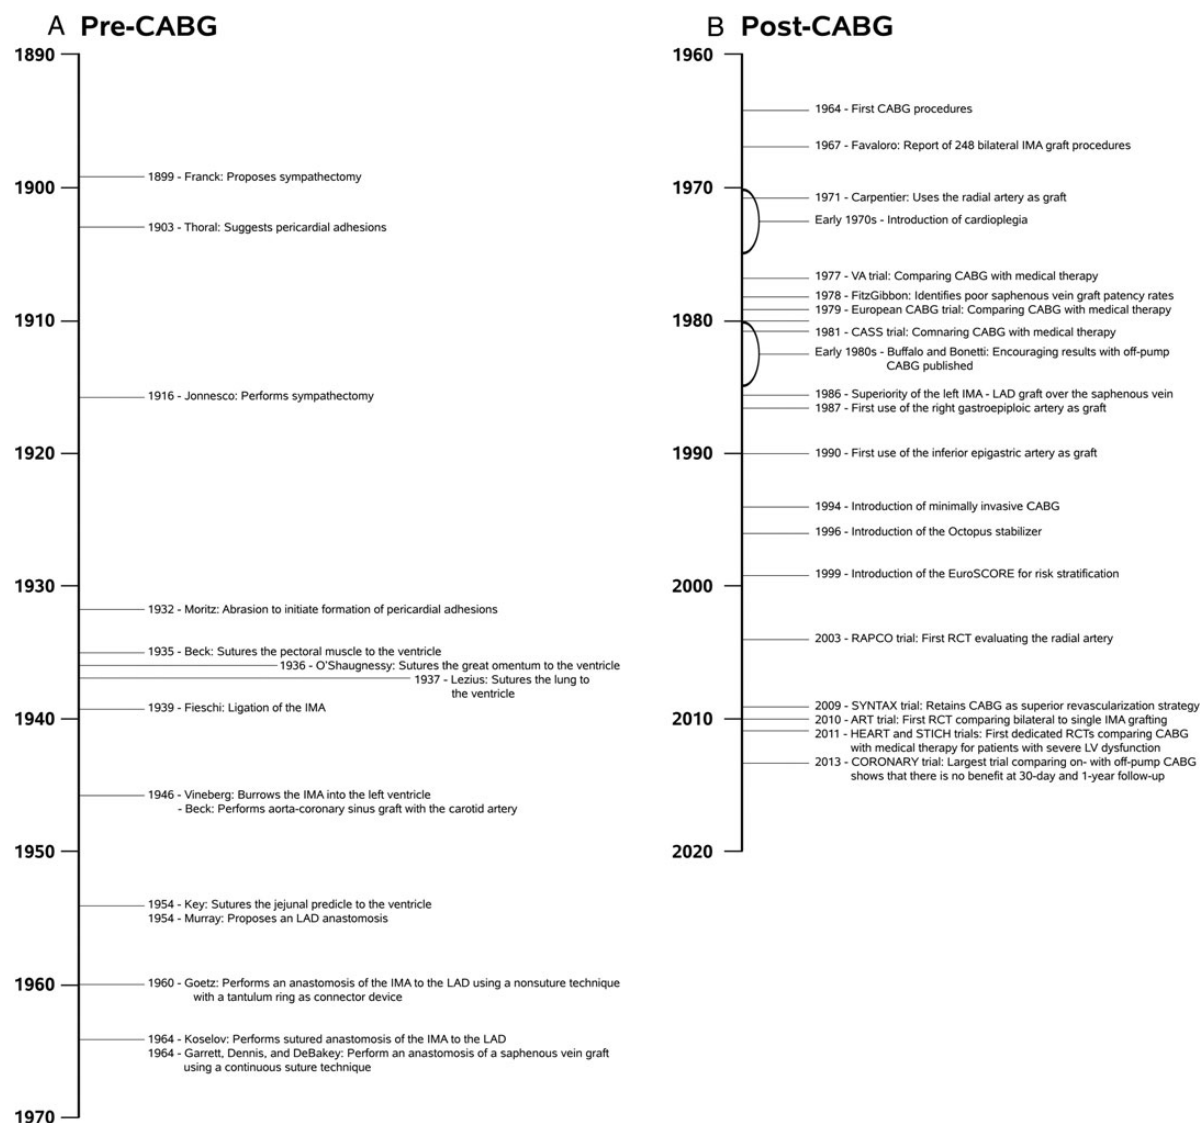 A Pre-CABG
1890
1899 - Franck: Proposes sympathectomy
1900
1903 - Thoral: Suggests pericardial adhesions
1910
1916 - Jonnesco: Performs sympathectomy
1920
1930
1932 - Moritz: Abrasion to initiate formation of pericardial adhesions
1935 - Beck: Sutures the pectoral muscle to the ventricle
1936 - O'Shaugnessy: Sutures the great omentum to the ventricle
1937 - Lezius: Sutures the lung to
the ventricle
1939 - Fieschi: Ligation of the IMA
1940
1946 - Vineberg: Burrows the IMA into the left ventricle
- Beck: Performs aorta-coronary sinus graft with the carotid artery
1950
1954 - Key: Sutures the jejunal predicle to the ventricle
1954 - Murray: Proposes an LAD anastomosis
1960
1960 - Goetz: Performs an anastomosis of the IMA to the LAD using a nonsuture technique
with a tantulum ring as connector device
1964 - Koselov: Performs sutured anastomosis of the IMA to the LAD
1964 - Garrett, Dennis, and DeBakey: Perform an anastomosis of a saphenous vein graft
using a continuous suture technique
1970
B Post-CABG
1960
1964 - First CABG procedures
1967 - Favaloro: Report of 248 bilateral IMA graft procedures
1970
1971 - Carpentier: Uses the radial artery as graft
Early 1970s - Introduction of cardioplegia
1977 - VA trial: Comparing CABG with medical therapy
1978 - FitzGibbon: Identifies poor saphenous vein graft patency rates
1979 - European CABG trial: Comparing CABG with medical therapy
1980
1981 - CASS trial: Comnaring CABG with medical therapy
Early 1980s - Buffalo and Bonetti: Encouraging results with off-pump
CABG published
1986 - Superiority of the left IMA - LAD graft over the saphenous vein
1987 - First use of the right gastroepiploic artery as graft
1990
1990 - First use of the inferior epigastric artery as graft
1994 - Introduction of minimally invasive CABG
1996 - Introduction of the Octopus stabilizer
1999 - Introduction of the EuroSCORE for risk stratification
2000
2003 - RAPCO trial: First RCT evaluating the radial artery
2009 - SYNTAX trial: Retains CABG as superior revascularization strategy
2010
2010 - ART trial: First RCT comparing bilateral to single IMA grafting
2011 - HEART and STICH trials: First dedicated RCTs comparing CABG
with medical therapy for patients with severe LV dysfunction
2013 - CORONARY trial: Largest trial comparing on- with off-pump CABG
shows that there is no benefit at 30-day and 1-year follow-up
2020